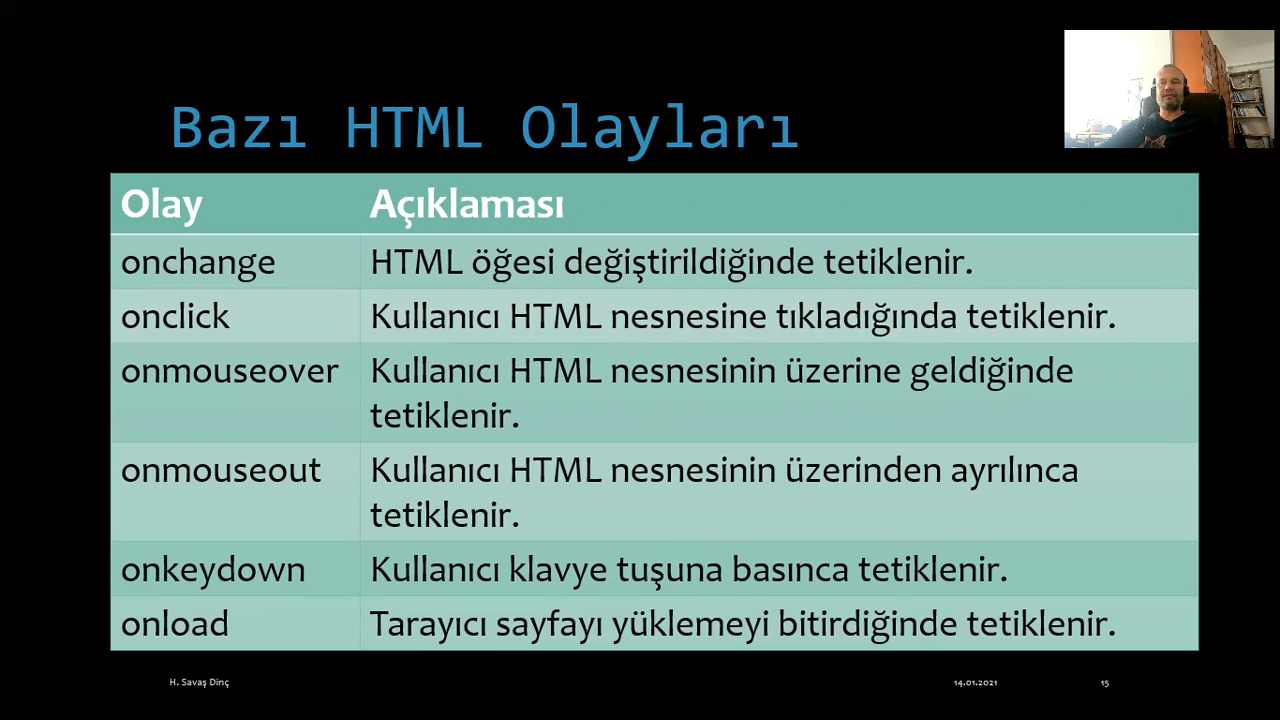 Bazı HTML Olayları
Olay Açıklaması
onchange HTML öğesi değiştirildiğinde tetiklenir.
onclick Kullanıcı HTML nesnesine tıkladığında tetiklenir.
onmouseover Kullanıcı HTML nesnesinin üzerine geldiğinde
tetiklenir.
onmouseout Kullanıcı HTML nesnesinin üzerinden ayrılınca
tetiklenir.
onkeydown Kullanıcı klavye tuşuna basınca tetiklenir.
onload Tarayıcı sayfayı yüklemeyi bitirdiğinde tetiklenir.
H. Savaş Dinç 14.01.2021 15